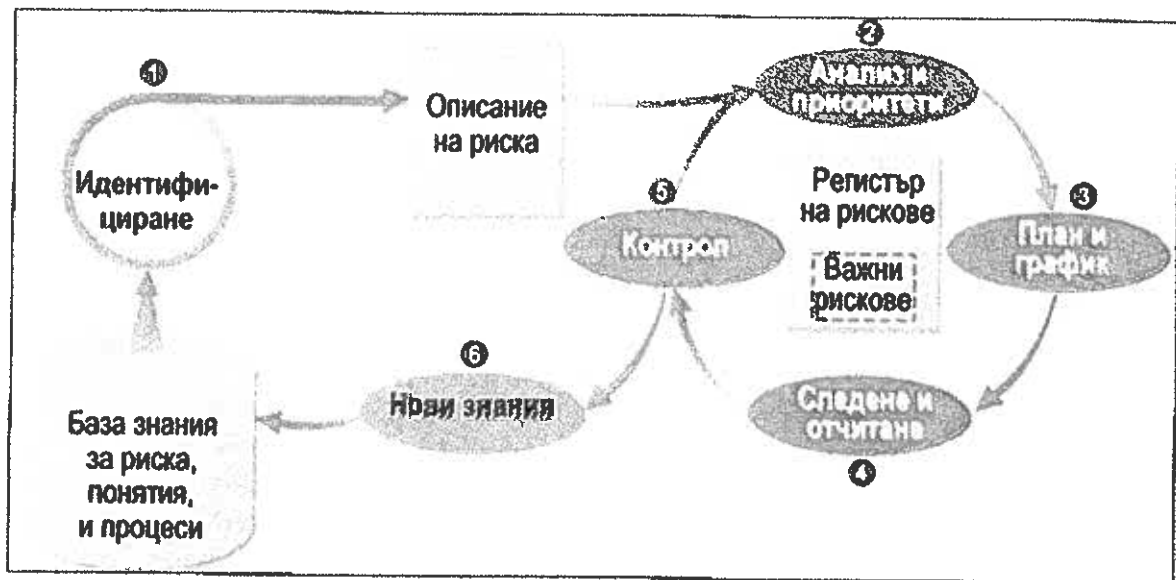 1
Идентифи-
циране
Описание
на риска
2
Анализ и
приоритети
3
План и
график
Регистър
на рискове
Важни
рискове
4
Следене и
отчитане
5
Контрол
6
Нови знания
База знания
за риска,
понятия,
и процеси